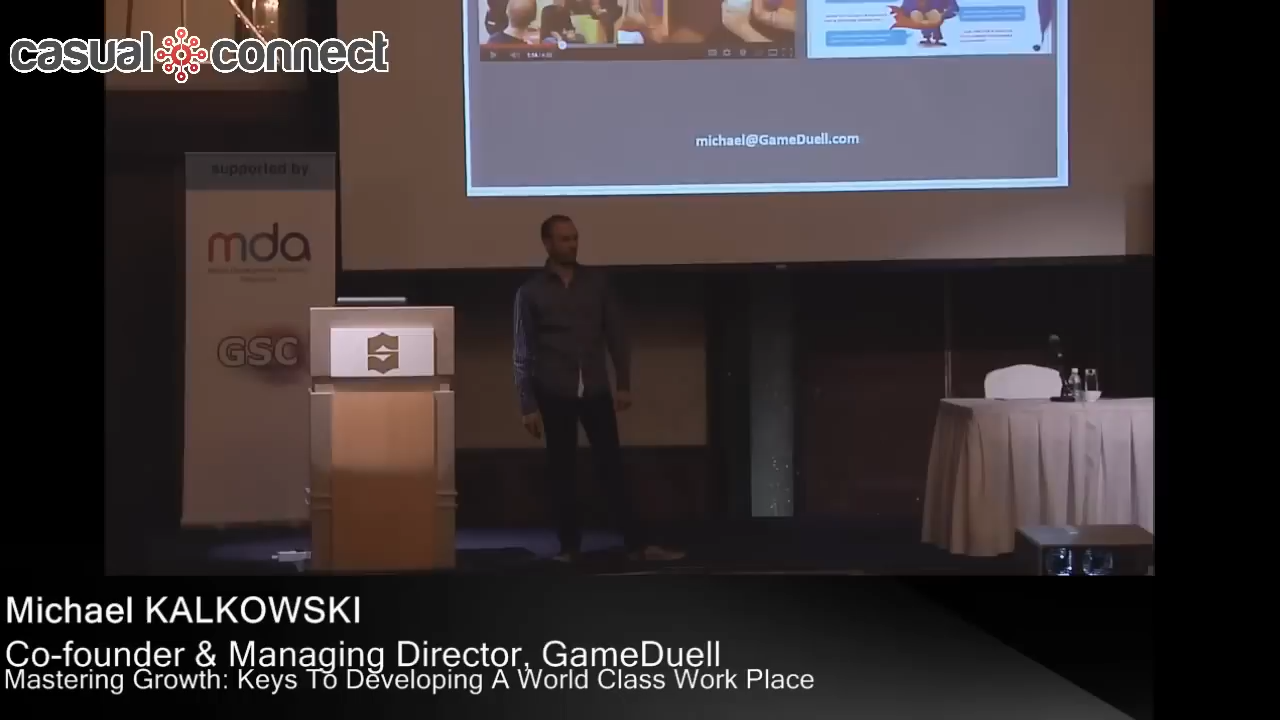 casual connect
michael@GameDuell.com
supported by
mda
GSC
Michael KALKOWSKI
Co-founder & Managing Director, GameDuell
Mastering Growth: Keys To Developing A World Class Work Place